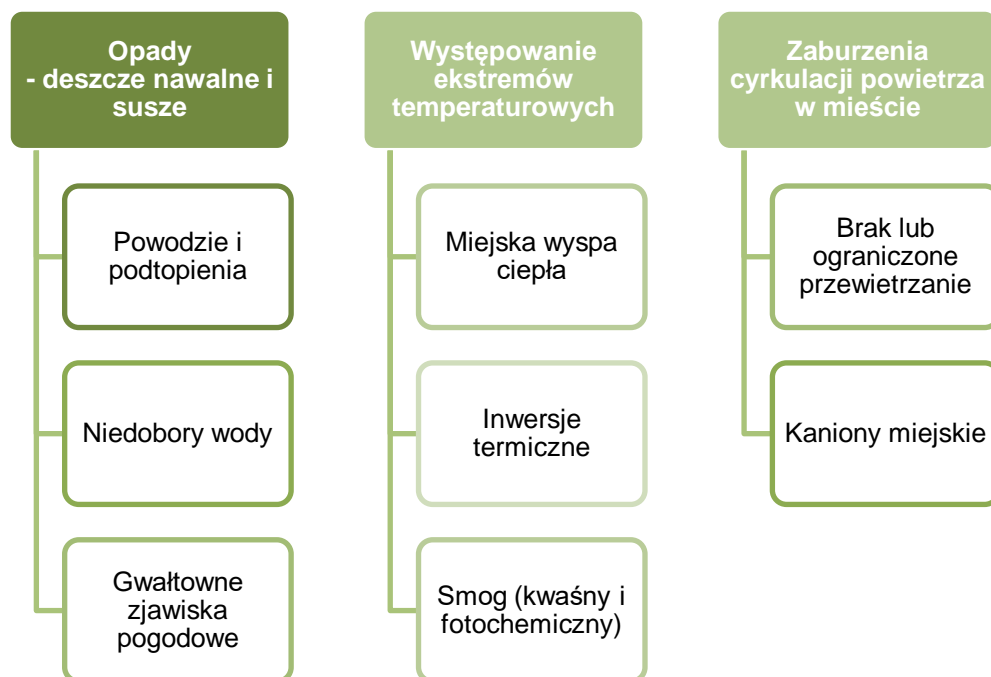 Opady
- deszcze nawalne i
susze
Powodzie i
podtopienia
Niedobory wody
Gwałtowne
zjawiska
pogodowe
Występowanie
ekstremów
temperaturowych
Miejska wyspa
ciepła
Inwersje
termiczne
Smog (kwaśny i
fotochemiczny)
Zaburzenia
cyrkulacji powietrza
w mieście
Brak lub
ograniczone
przewietrzanie
Kaniony miejskie